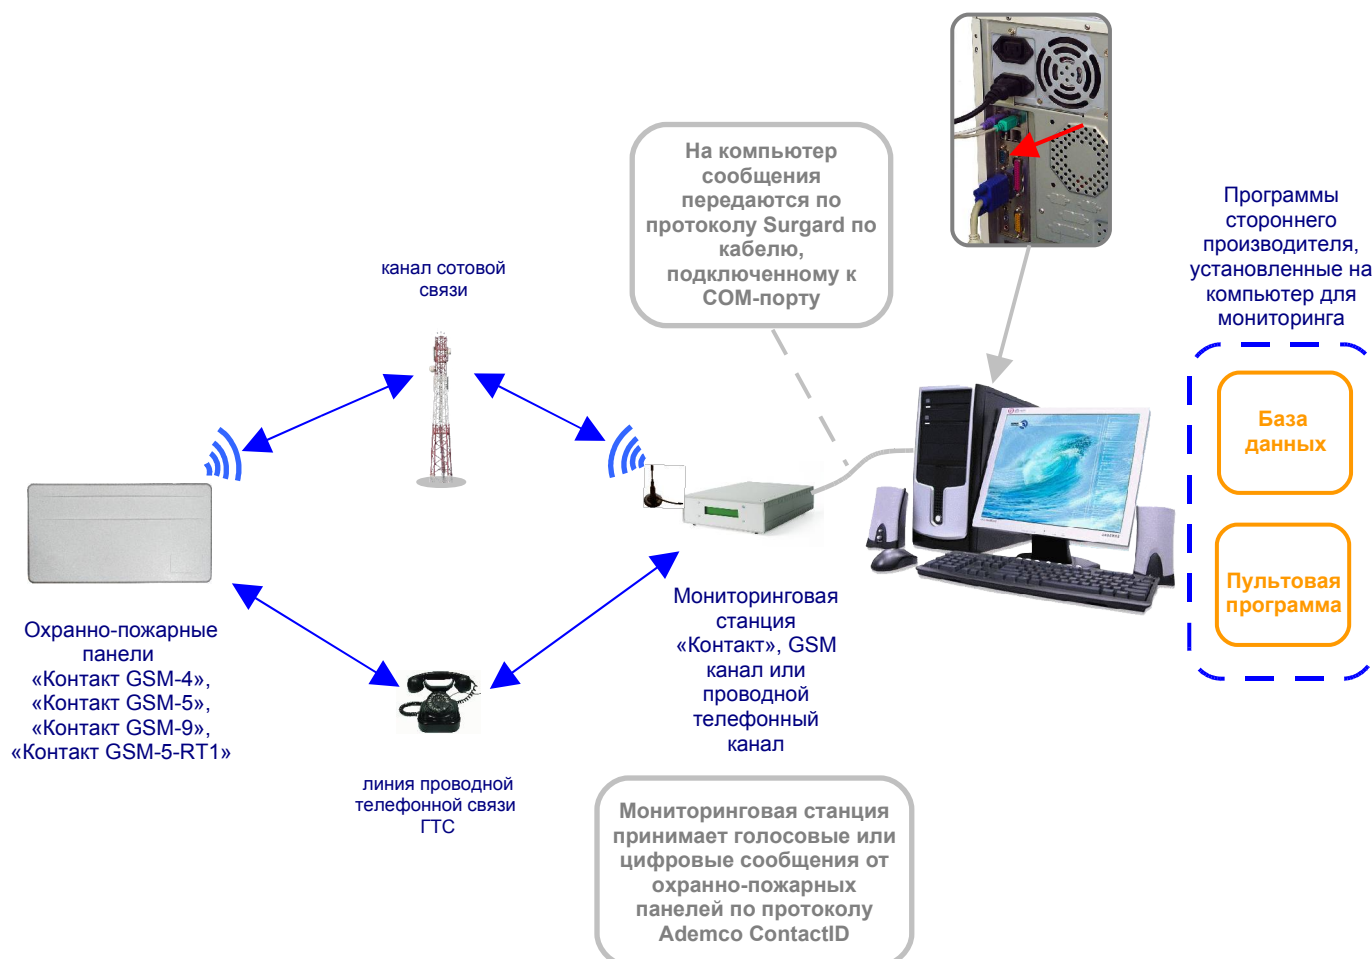 На компьютер
сообщения
передаются по
протоколу Surgard по
кабелю,
подключенному к
COM-порту
Программы
стороннего
производителя,
установленные на
компьютер для
мониторинга
канал сотовой
связи
База
данных
Пультовая
программа
Охранно-пожарные
панели
«Контакт GSM-4»,
«Контакт GSM-5»,
«Контакт GSM-9»,
«Контакт GSM-5-RT1»
Мониторинговая
станция
«Контакт», GSM
канал или
проводной
телефонный
канал
линия проводной
телефонной связи
ГТС
Мониторинговая станция
принимает голосовые или
цифровые сообщения от
охранно-пожарных
панелей по протоколу
Ademco ContactID